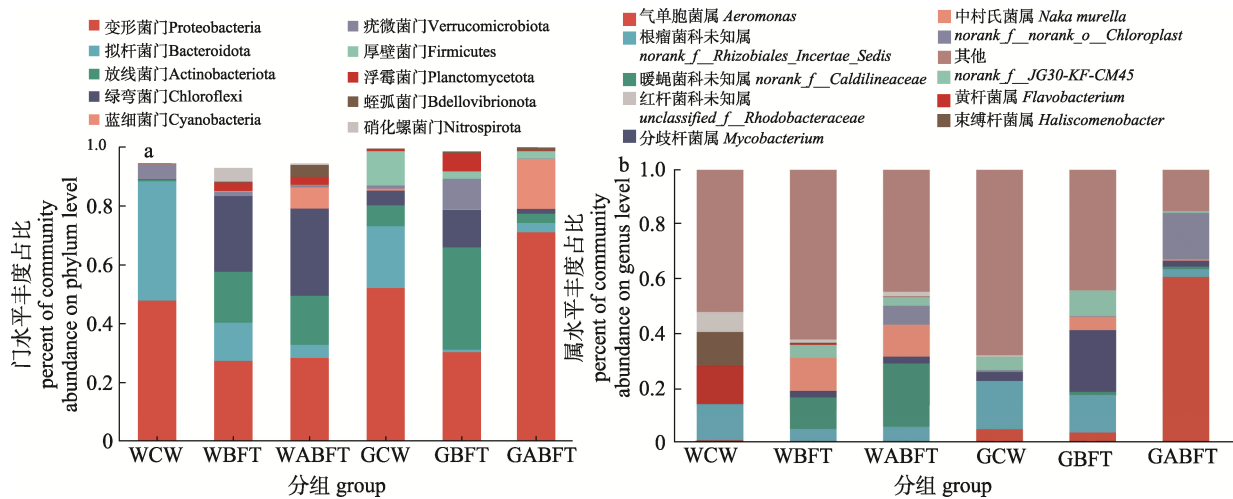 变形菌门Proteobacteria
拟杆菌门Bacteroidota
放线菌门Actinobacteriota
绿弯菌门Chloroflexi
蓝细菌门Cyanobacteria
疣微菌门Verrucomicrobiota
厚壁菌门Firmicutes
浮霉菌门Planctomycetota
蛭弧菌门Bdellovibrionota
硝化螺菌门Nitrospirota
a
1.0
0.8
0.6
0.4
0.2
0
门水平丰度占比
percent of community
abundance on phylum level
WCW WBFT WABFT GCW GBFT GABFT
分组 group
气单胞菌属 Aeromonas
根瘤菌科未知属
norank_f__Rhizobiales_Incertae_Sedis
暖蝇菌科未知属 norank_f__Caldilineaceae
红杆菌科未知属
unclassified_f__Rhodobacteraceae
分歧杆菌属 Mycobacterium
中村氏菌属 Naka murella
norank_f__norank_o__Chloroplast
其他
norank_f__JG30-KF-CM45
黄杆菌属 Flavobacterium
束缚杆菌属 Haliscomenobacter
b
1.0
0.8
0.6
0.4
0.2
0
属水平丰度占比
percent of community
abundance on genus level
WCW WBFT WABFT GCW GBFT GABFT
分组 group